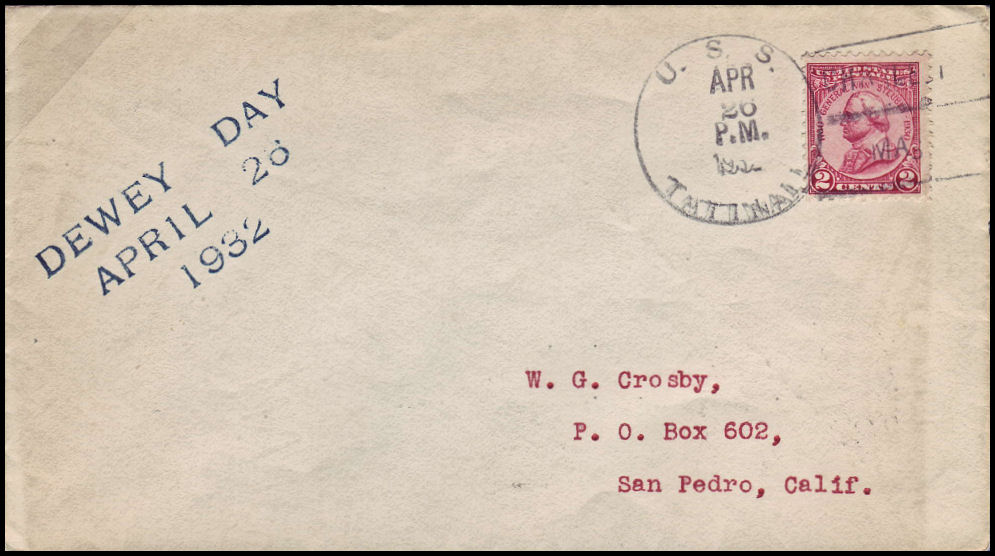 DEWEY DAY
APRIL 26
1932
U. S. S.
APR
26
P.M.
1932
TATTNALL
2 CENTS 2
W. G. Crosby,
P. O. Box 602,
San Pedro, Calif.